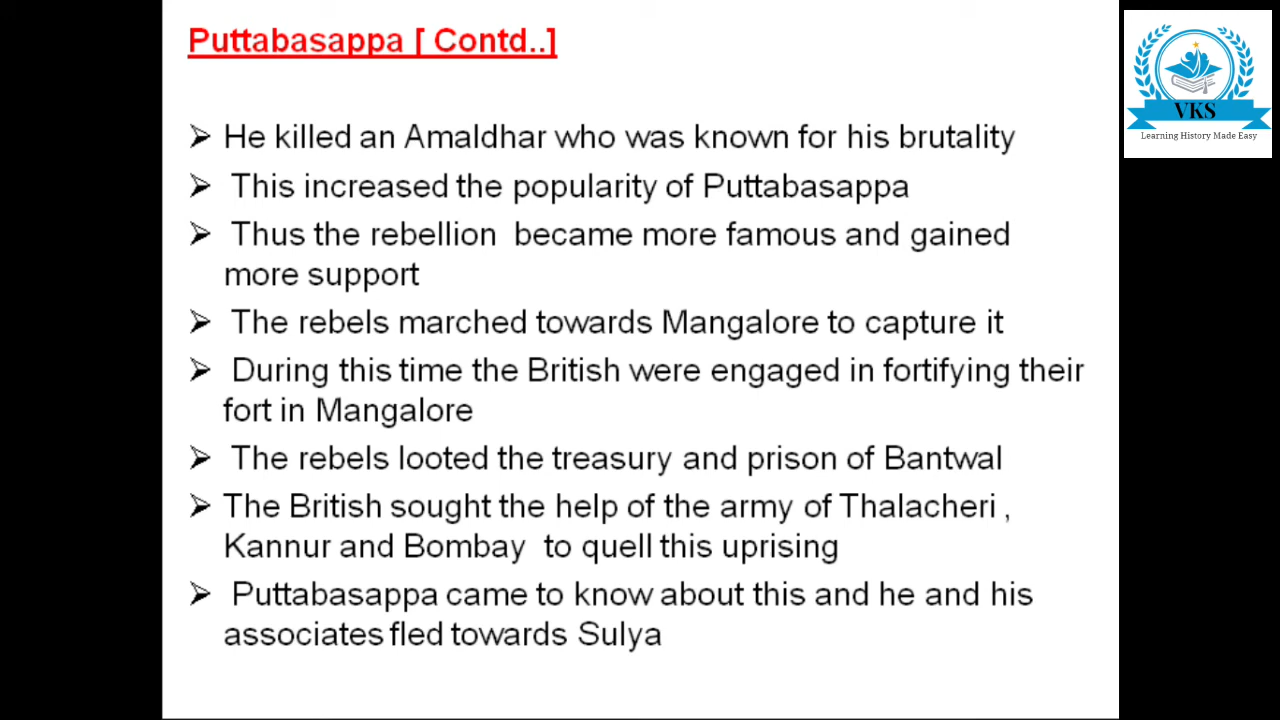 Puttabasappa [ Contd..]
➢ He killed an Amaldhar who was known for his brutality
➢ This increased the popularity of Puttabasappa
➢ Thus the rebellion became more famous and gained
more support
➢ The rebels marched towards Mangalore to capture it
➢ During this time the British were engaged in fortifying their
fort in Mangalore
➢ The rebels looted the treasury and prison of Bantwal
➢ The British sought the help of the army of Thalacheri ,
Kannur and Bombay to quell this uprising
➢ Puttabasappa came to know about this and he and his
associates fled towards Sulya
VKS
Learning History Made Easy